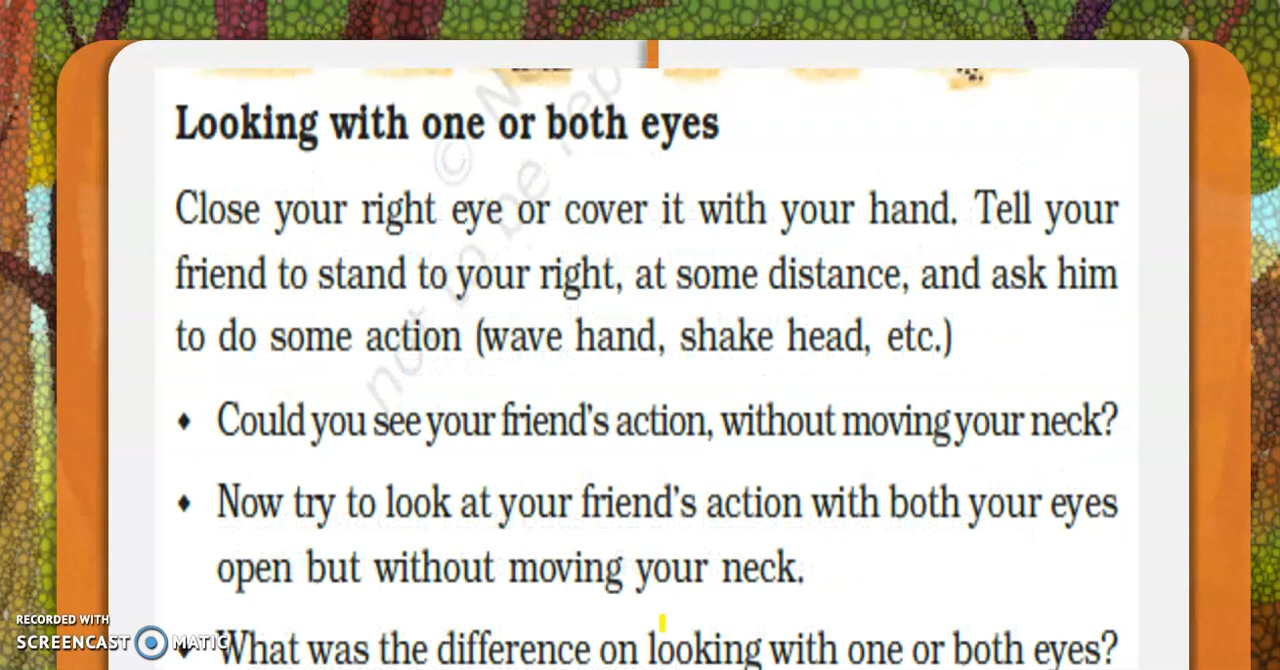 Looking with one or both eyes
Close your right eye or cover it with your hand. Tell your
friend to stand to your right, at some distance, and ask him
to do some action (wave hand, shake head, etc.)
♦ Could you see your friend's action, without moving your neck?
♦ Now try to look at your friend's action with both your eyes
open but without moving your neck.
♦ What was the difference on looking with one or both eyes?
RECORDED WITH
SCREENCAST MATIC
© N
not to be rep